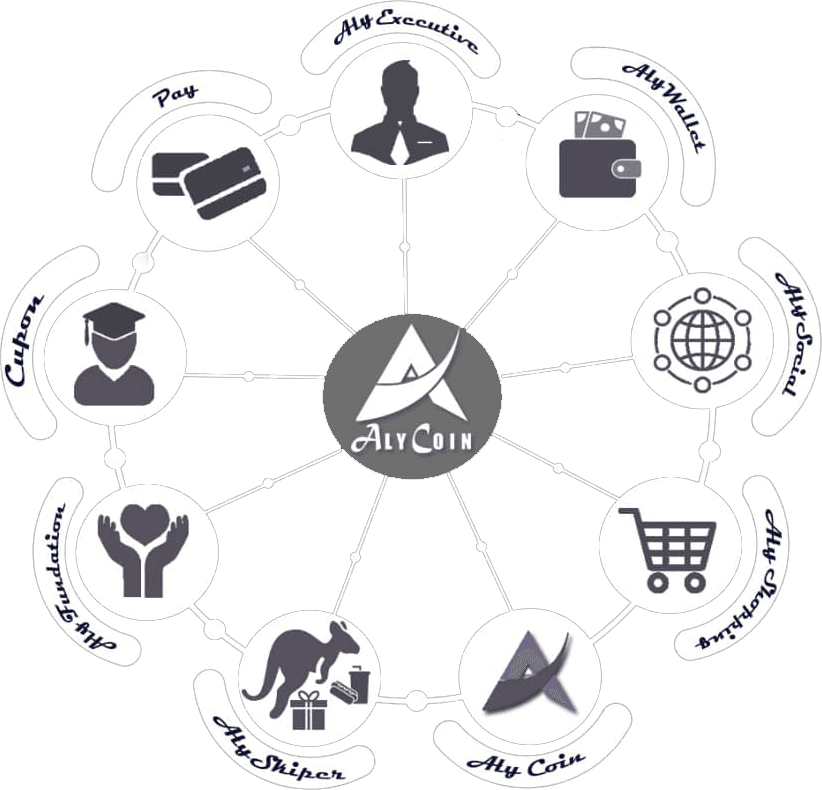 Aly Executive
AlyWallet
Aly Social
Aly Shopping
Aly Coin
Aly Skiper
Aly Fundation
Cupon
Pay
ALYCOIN